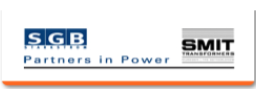 SGB
STARKSTROM
SMIT
TRANSFORMERS
Partners in Power